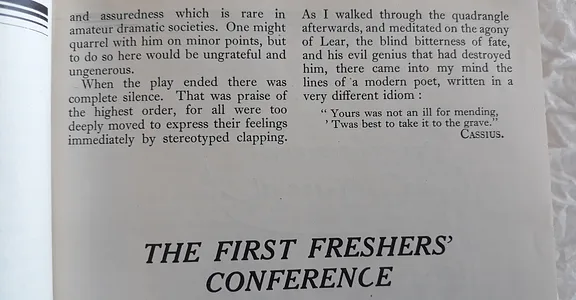 and assuredness which is rare in
amateur dramatic societies. One might
quarrel with him on minor points, but
to do so here would be ungrateful and
ungenerous.
When the play ended there was
complete silence. That was praise of
the highest order, for all were too
deeply moved to express their feelings
immediately by stereotyped clapping.
As I walked through the quadrangle
afterwards, and meditated on the agony
of Lear, the blind bitterness of fate,
and his evil genius that had destroyed
him, there came into my mind the
lines of a modern poet, written in a
very different idiom :
“ Yours was not an ill for mending,
’ Twas best to take it to the grave.”
CASSIUS.
THE FIRST FRESHERS’
CONFERENCE